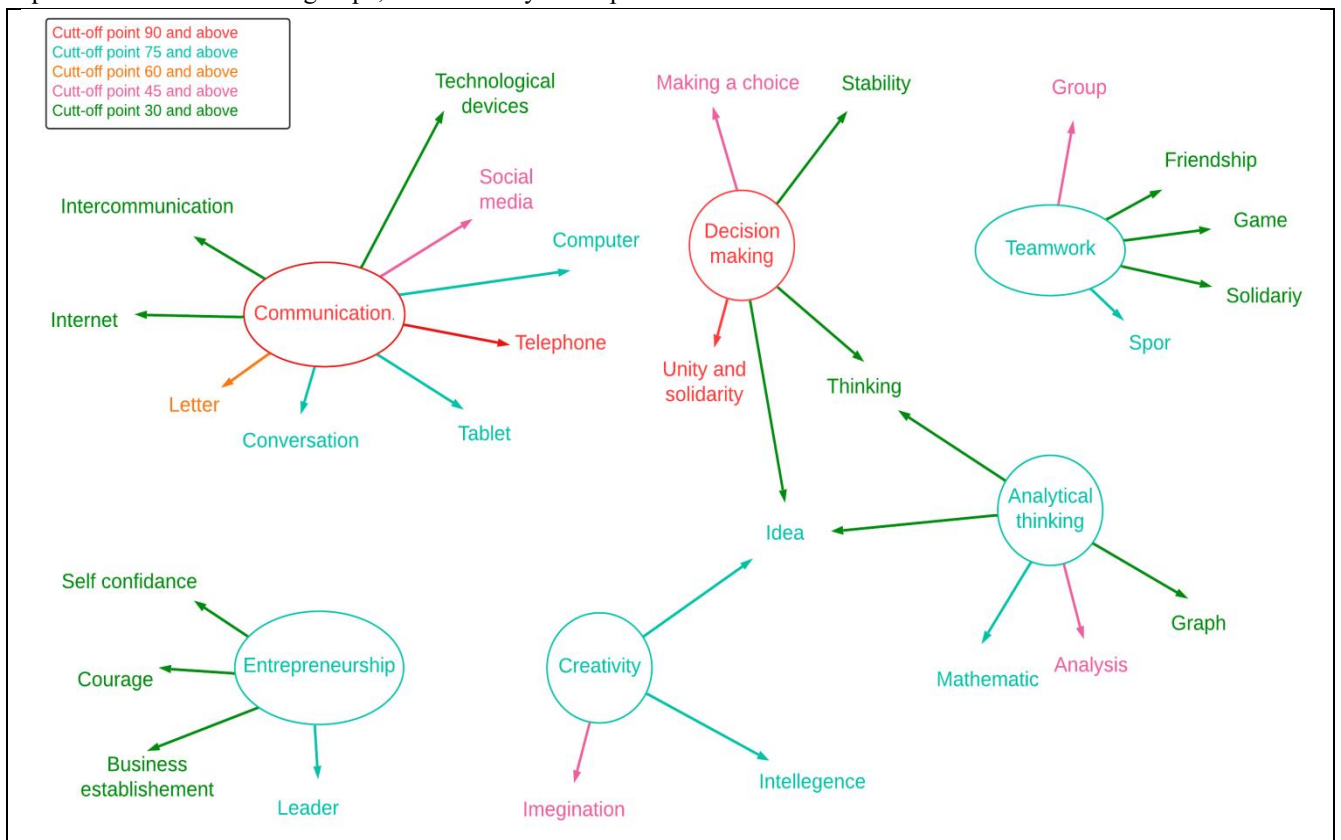 Cutt-off point 90 and above
Cutt-off point 75 and above
Cutt-off point 60 and above
Cutt-off point 45 and above
Cutt-off point 30 and above
Technological
devices
Social
media
Intercommunication
Computer
Communication.
Internet
Telephone
Letter
Conversation
Tablet
Making a choice
Stability
Decision
making
Unity and
solidarity
Thinking
Group
Friendship
Teamwork
Game
Solidariy
Spor
Analytical
thinking
Idea
Graph
Mathematic
Analysis
Self confidance
Entrepreneurship
Courage
Business
establishement
Leader
Creativity
Intellegence
Imegination